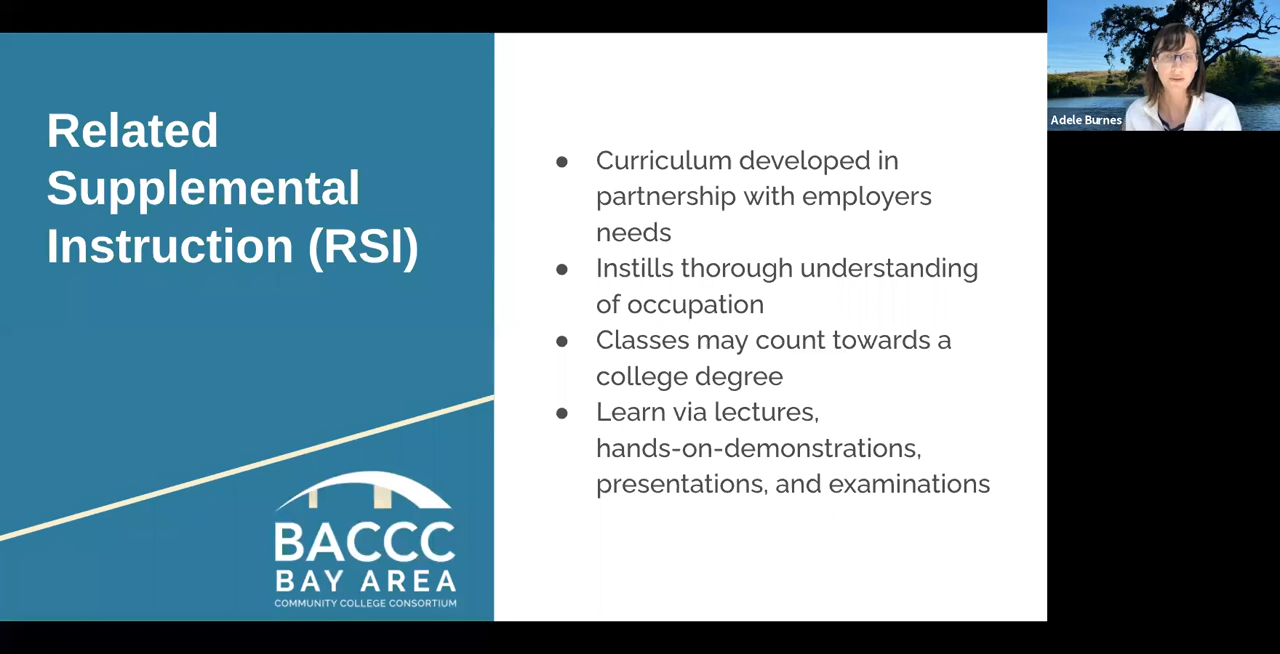 Related
Supplemental
Instruction (RSI)
● Curriculum developed in
partnership with employers
needs
● Instills thorough understanding
of occupation
● Classes may count towards a
college degree
● Learn via lectures,
hands-on-demonstrations,
presentations, and examinations
BACCC
BAY AREA
COMMUNITY COLLEGE CONSORTIUM
Adele Burnes